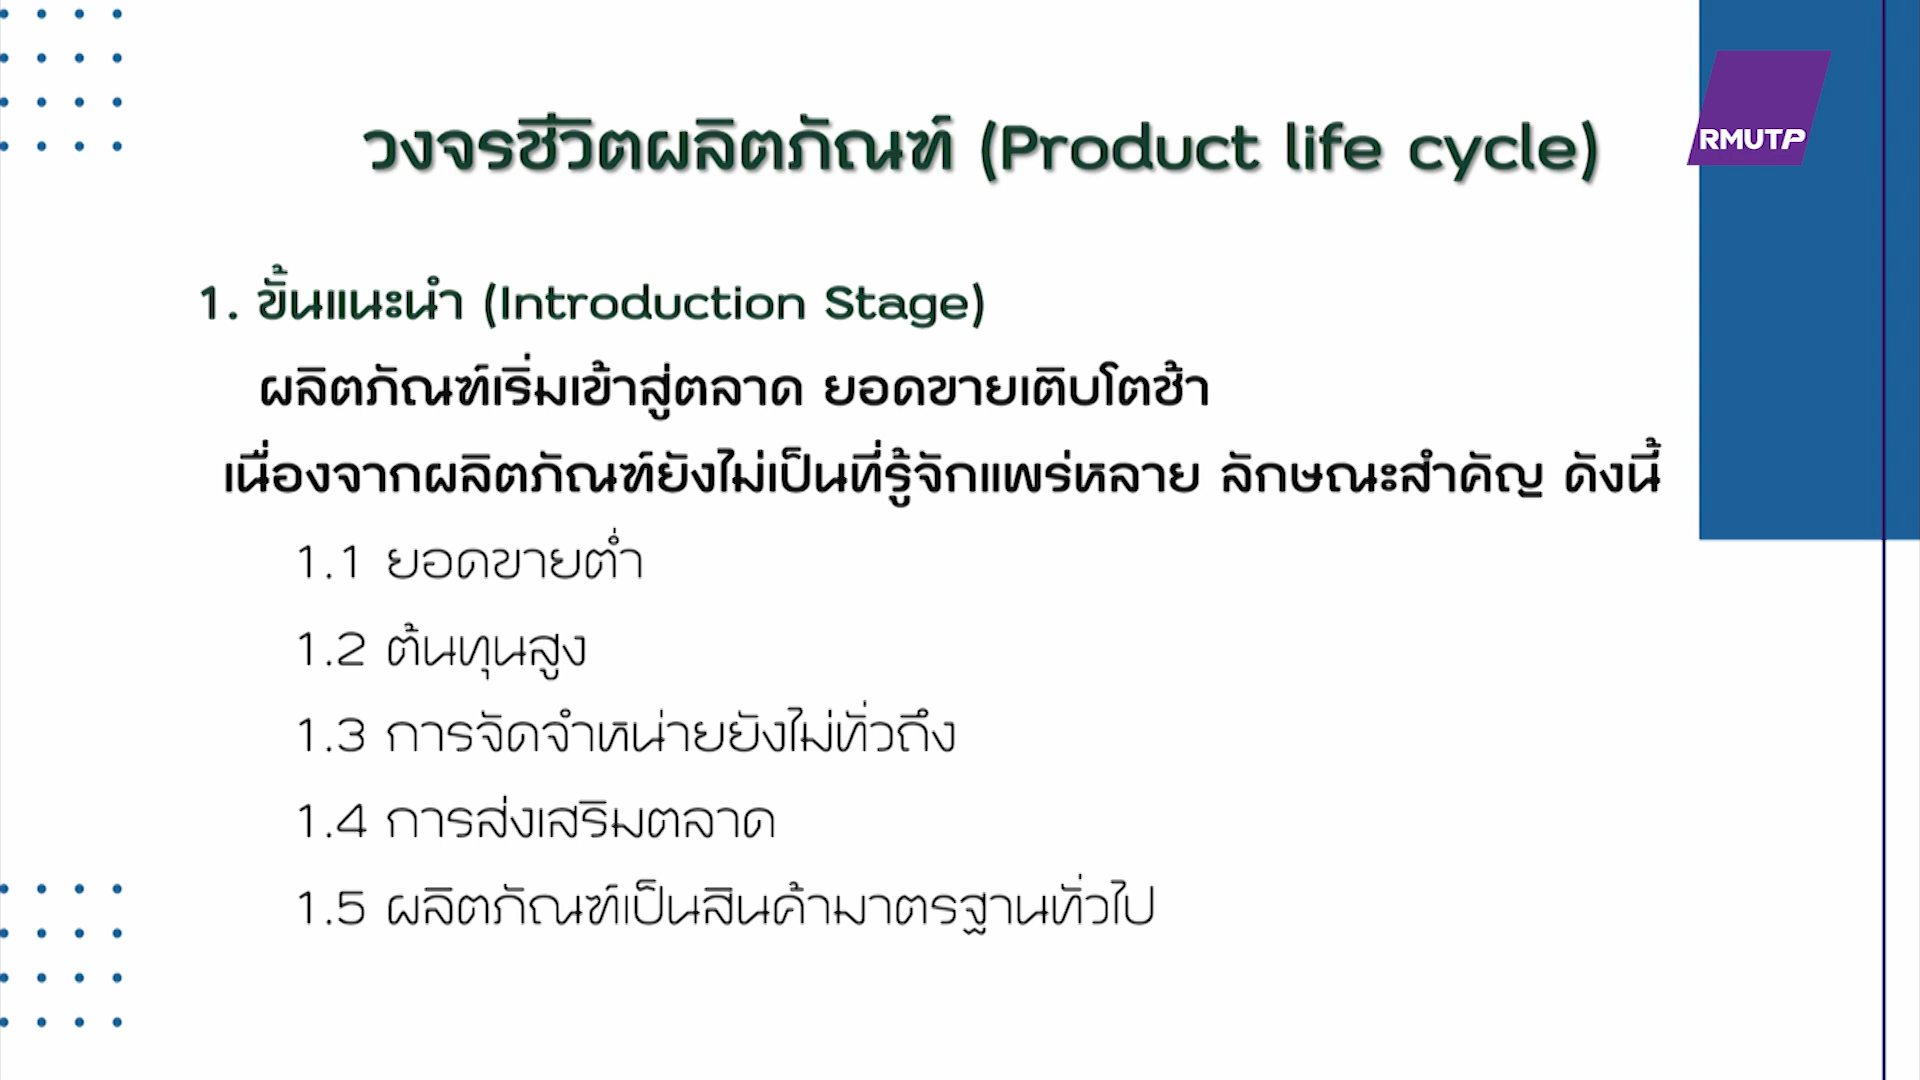 RMUTP
วงจรชีวิตผลิตภัณฑ์ (Product life cycle)
1. ขั้นแนะนำ (Introduction Stage)
ผลิตภัณฑ์เริ่มเข้าสู่ตลาด ยอดขายเติบโตช้า
เนื่องจากผลิตภัณฑ์ยังไม่เป็นที่รู้จักแพร่หลาย ลักษณะสำคัญ ดังนี้
1.1 ยอดขายต่ำ
1.2 ต้นทุนสูง
1.3 การจัดจำหน่ายยังไม่ทั่วถึง
1.4 การส่งเสริมตลาด
1.5 ผลิตภัณฑ์เป็นสินค้ามาตรฐานทั่วไป